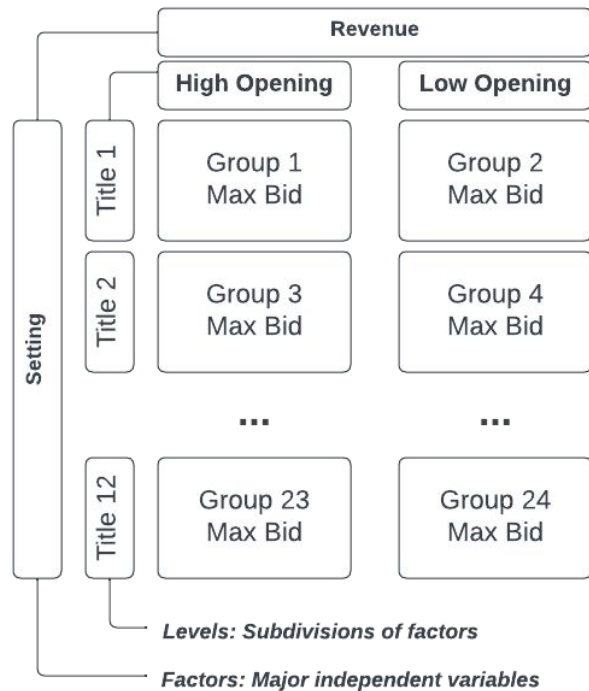 Revenue
High Opening
Low Opening
Setting
Title 1
Group 1
Max Bid
Group 2
Max Bid
Title 2
Group 3
Max Bid
Group 4
Max Bid
... ...
Title 12
Group 23
Max Bid
Group 24
Max Bid
Levels: Subdivisions of factors
Factors: Major independent variables